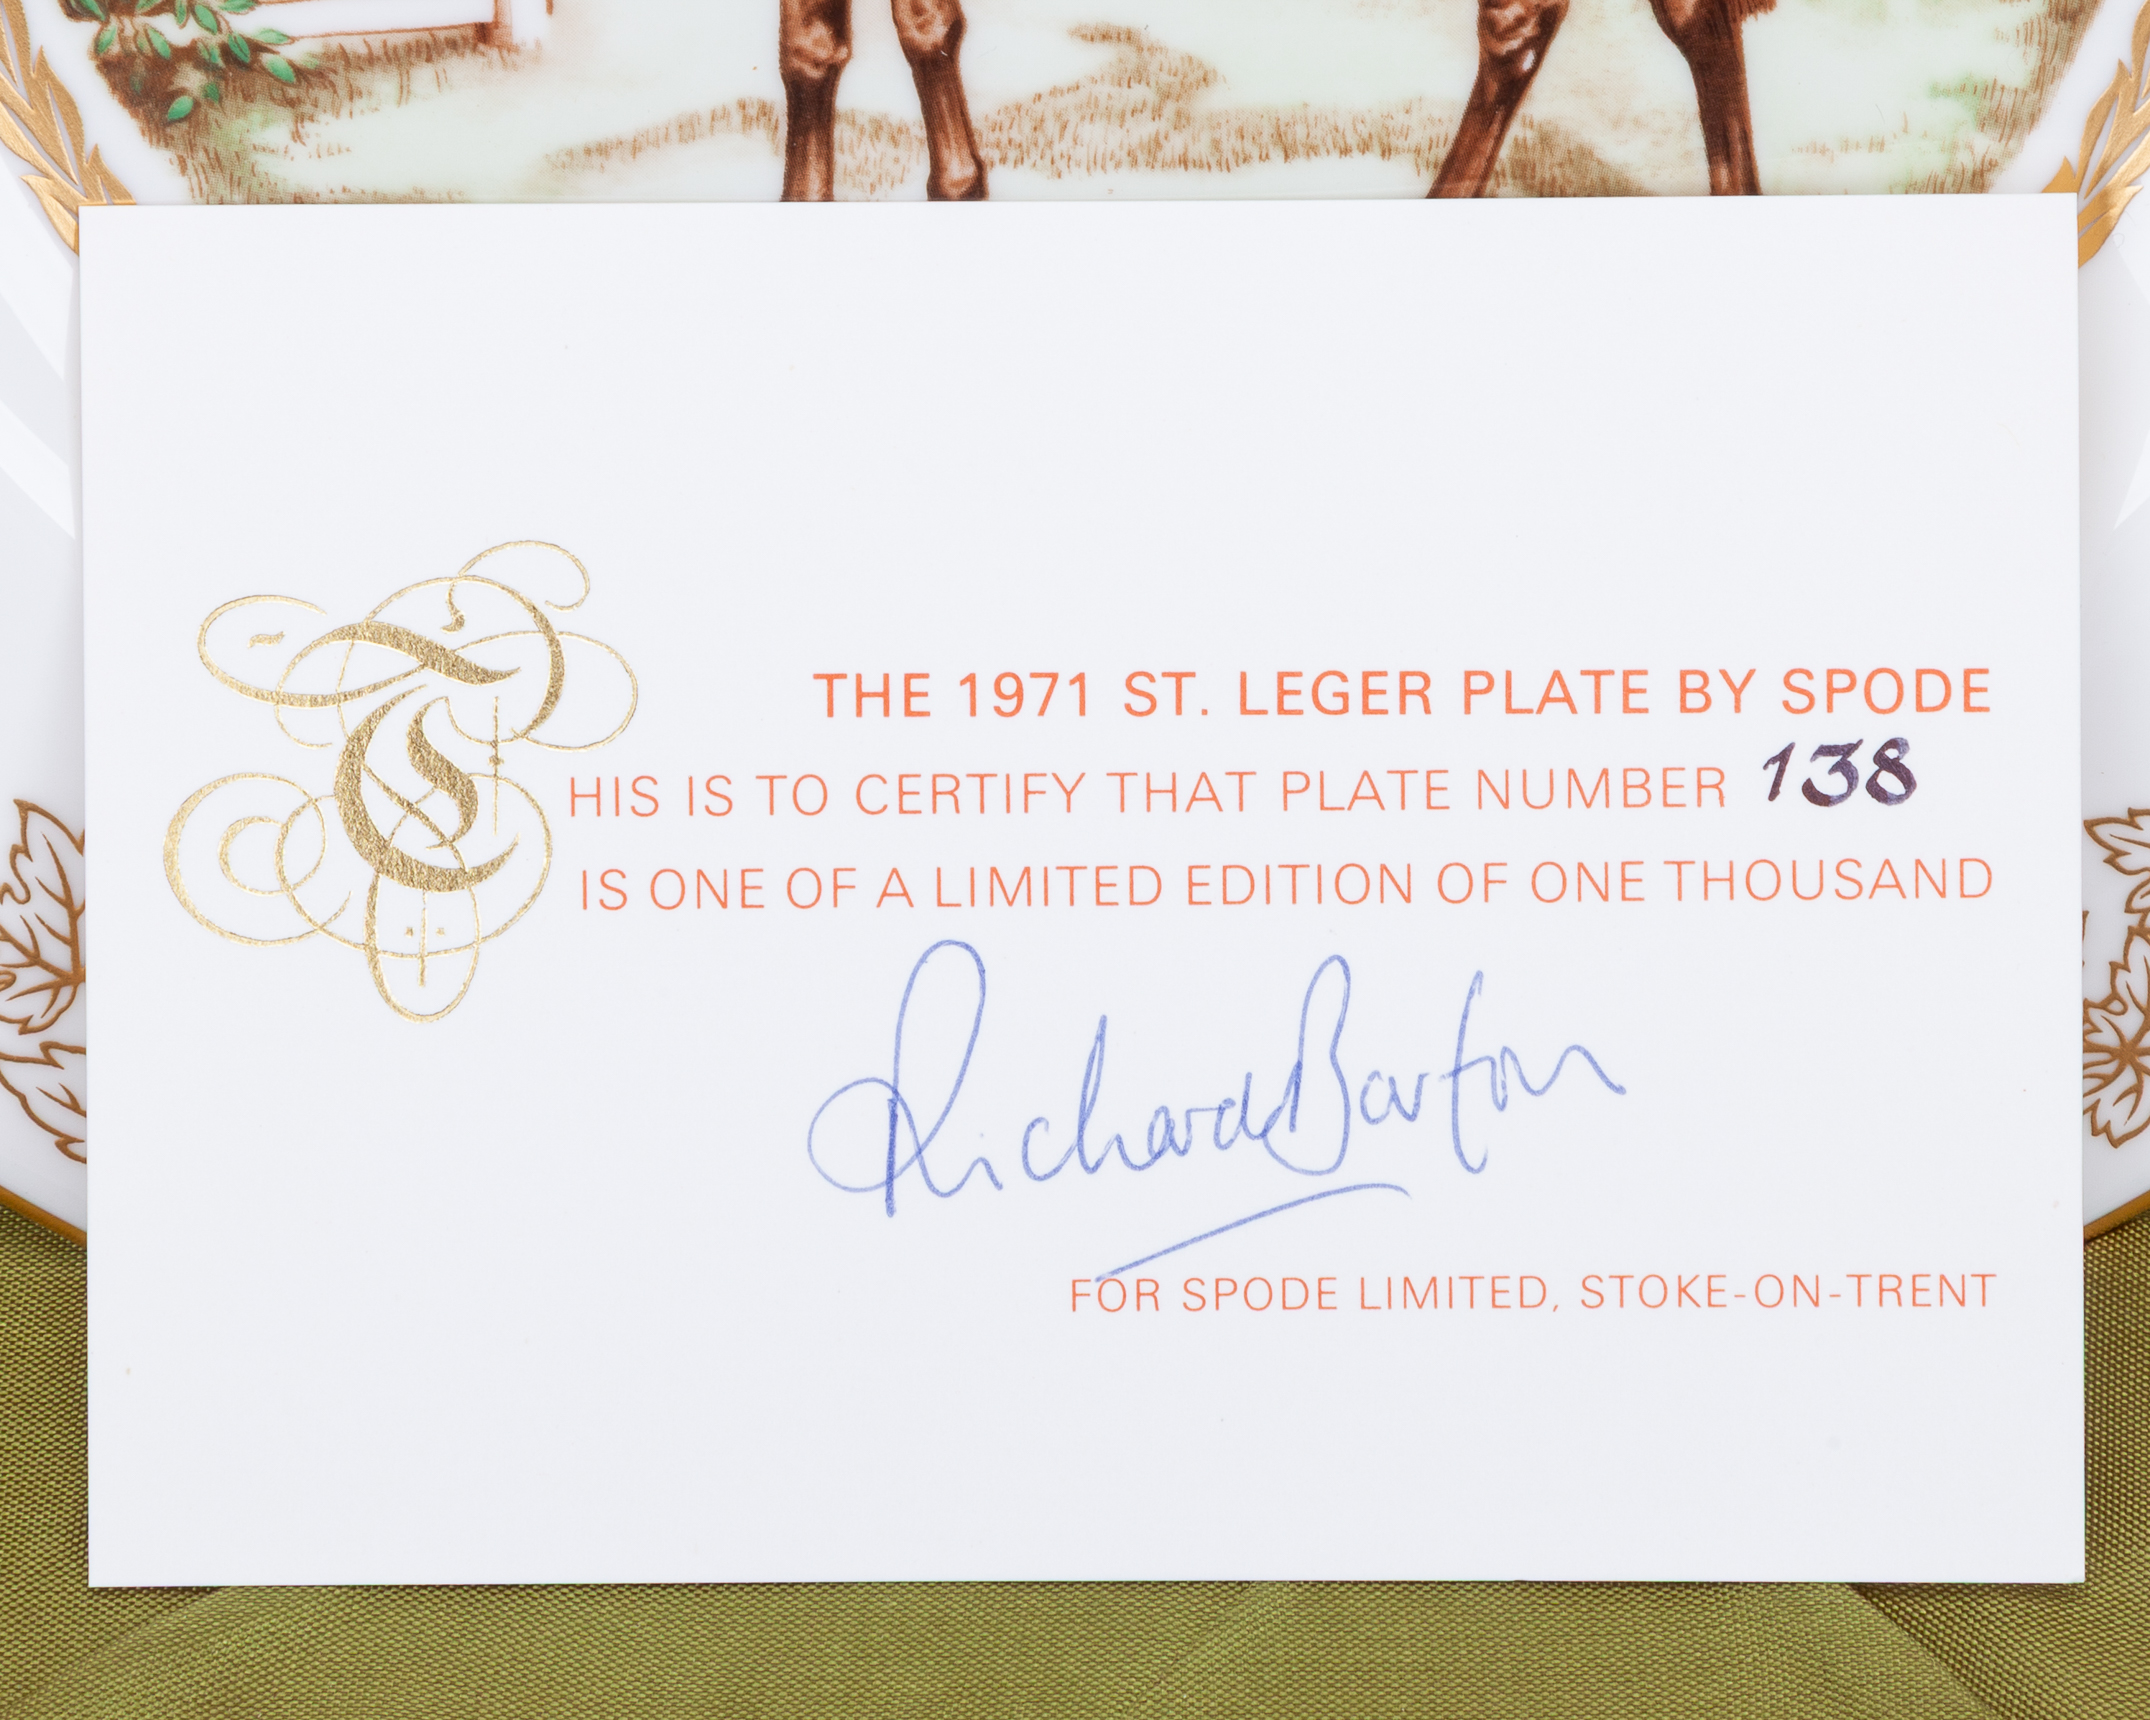 THE 1971 ST. LEGER PLATE BY SPODE
THIS IS TO CERTIFY THAT PLATE NUMBER 138
IS ONE OF A LIMITED EDITION OF ONE THOUSAND
Richard Barton
FOR SPODE LIMITED, STOKE-ON-TRENT